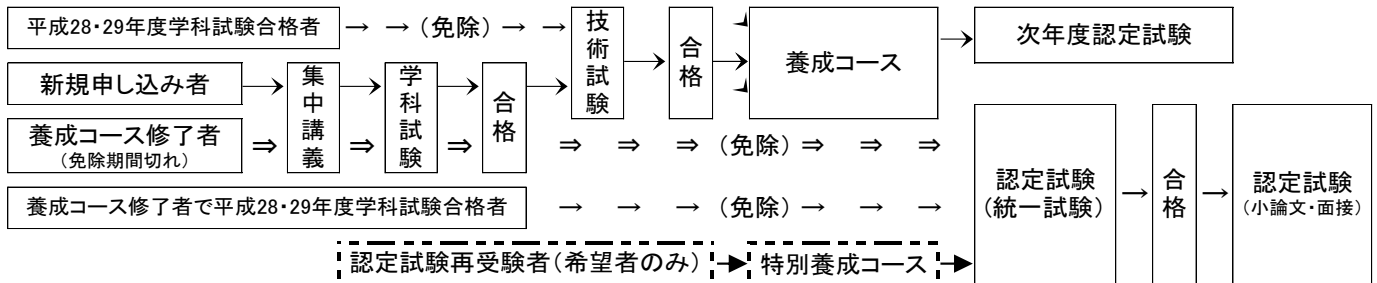 平成28・29年度学科試験合格者 → → (免除) → → 技術試験 → 合格 → 養成コース → 次年度認定試験
新規申し込み者 → 集中講義 → 学科試験 → 合格 →
養成コース修了者 ⇒ ⇒ ⇒ ⇒ ⇒ ⇒ (免除) ⇒ ⇒ ⇒
(免除期間切れ)
認定試験 → 合格 → 認定試験
(統一試験) (小論文・面接)
養成コース修了者で平成28・29年度学科試験合格者 → → → (免除) → → →
認定試験再受験者(希望者のみ) → 特別養成コース →